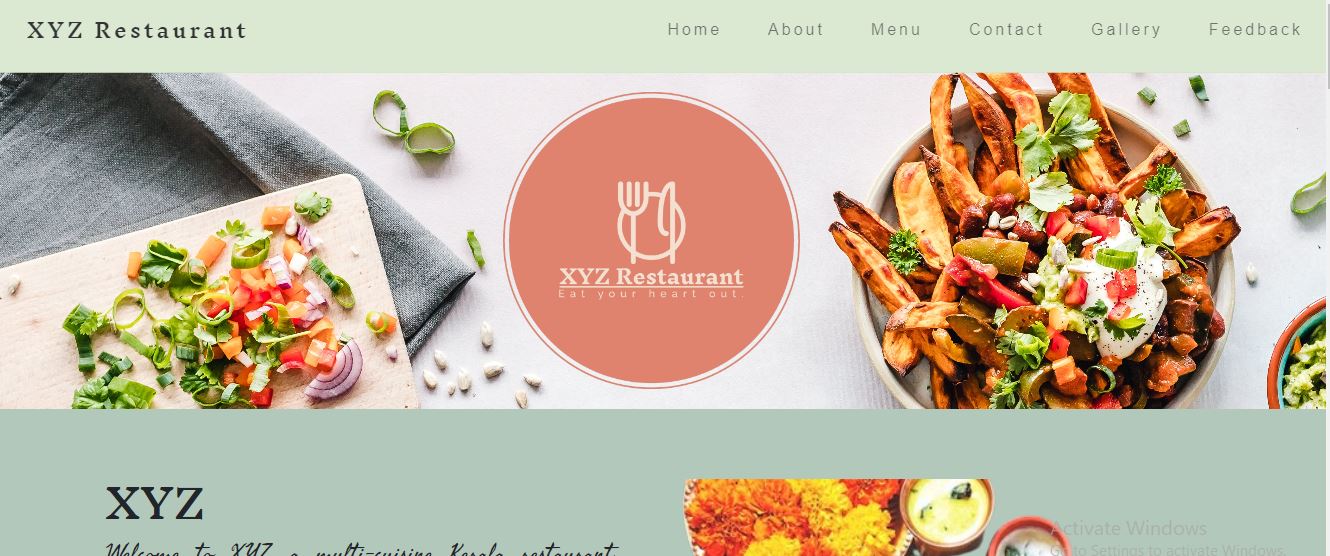 XYZ Restaurant
Home About Menu Contact Gallery Feedback
XYZ Restaurant
Eat your heart out.
XYZ
Welcome to XYZ, a multi-cuisine Kerala restaurant
Activate Windows
Go to Settings to activate Windows.